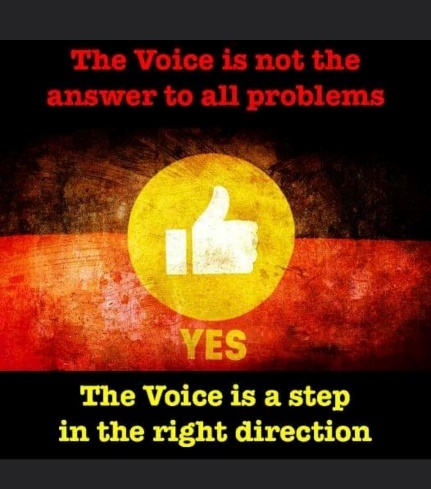 The Voice is not the
answer to all problems
YES
The Voice is a step
in the right direction